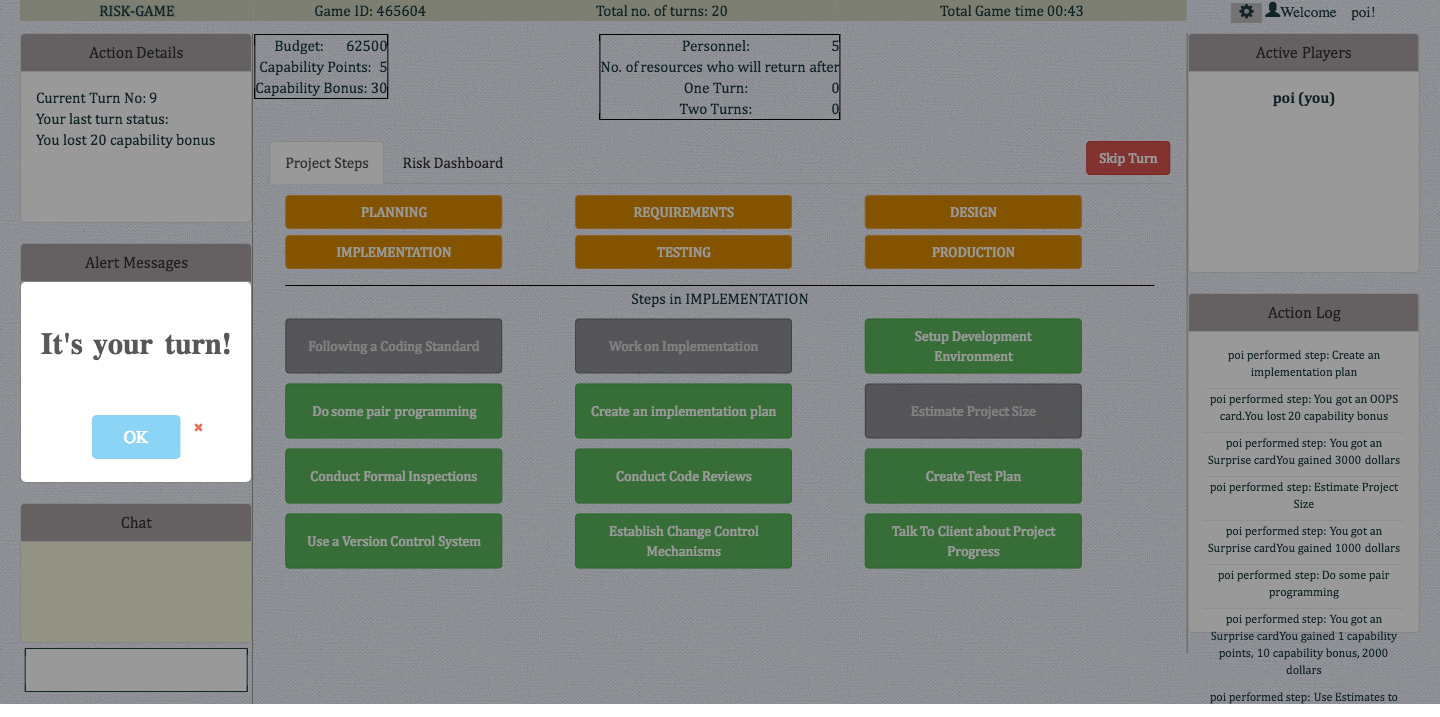 RISK-GAME
Game ID: 465604
Total no. of turns: 20
Total Game time 00:43
Welcome poi!
Action Details
Current Turn No: 9
Your last turn status:
You lost 20 capability bonus
Alert Messages
It's your turn!
OK
Chat
Budget: 62500
Capability Points: 5
Capability Bonus: 30
Personnel: 5
No. of resources who will return after
One Turn: 0
Two Turns: 0
Project Steps
Risk Dashboard
Skip Turn
PLANNING
REQUIREMENTS
DESIGN
IMPLEMENTATION
TESTING
PRODUCTION
Steps in IMPLEMENTATION
Following a Coding Standard
Work on Implementation
Setup Development
Environment
Do some pair programming
Create an implementation plan
Estimate Project Size
Conduct Formal Inspections
Conduct Code Reviews
Create Test Plan
Use a Version Control System
Establish Change Control
Mechanisms
Talk To Client about Project
Progress
Active Players
poi (you)
Action Log
poi performed step: Create an
implementation plan
poi performed step: You got an OOPS
card.You lost 20 capability bonus
poi performed step: You got an
Surprise cardYou gained 3000 dollars
poi performed step: Estimate Project
Size
poi performed step: You got an
Surprise cardYou gained 1000 dollars
poi performed step: Do some pair
programming
poi performed step: You got an
Surprise cardYou gained 1 capability
points, 10 capability bonus, 2000
dollars
poi performed step: Use Estimates to